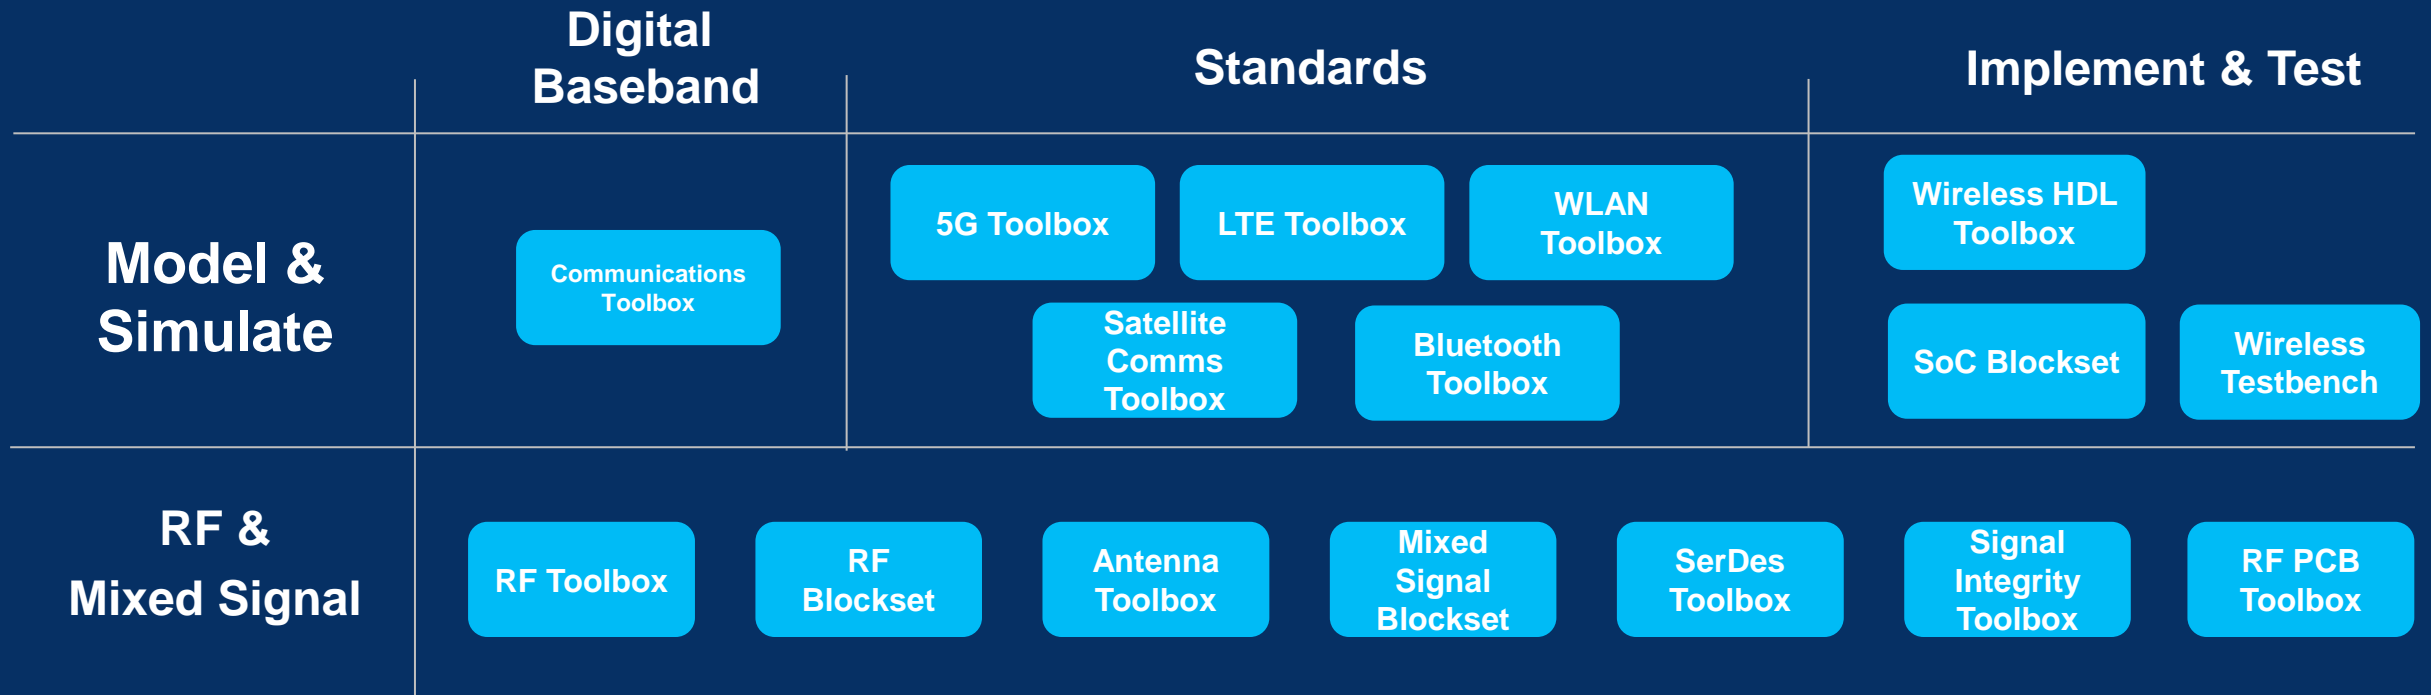 Digital
Baseband
Standards
Implement & Test
Model &
Simulate
Communications
Toolbox
5G Toolbox
LTE Toolbox
WLAN
Toolbox
Satellite
Comms
Toolbox
Bluetooth
Toolbox
Wireless HDL
Toolbox
SoC Blockset
Wireless
Testbench
RF &
Mixed Signal
RF Toolbox
RF
Blockset
Antenna
Toolbox
Mixed
Signal
Blockset
SerDes
Toolbox
Signal
Integrity
Toolbox
RF PCB
Toolbox